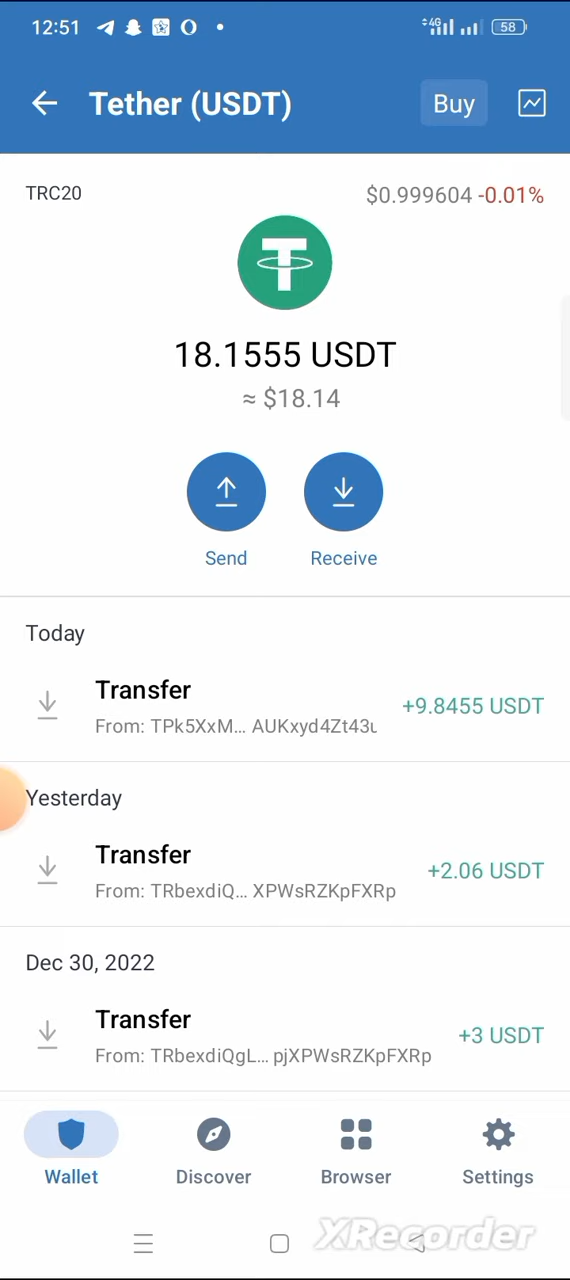 12:51 4G 58
Tether (USDT) Buy
TRC20 $0.999604 -0.01%
18.1555 USDT
≈ $18.14
Send Receive
Today
Transfer
+9.8455 USDT
From: TPk5XxM... AUKxyd4Zt43u
Yesterday
Transfer
+2.06 USDT
From: TRbexdiQ... XPWsRZKpFXRp
Dec 30, 2022
Transfer
+3 USDT
From: TRbexdiQgL... pjXPWsRZKpFXRp
Wallet Discover Browser Settings
XRecorder